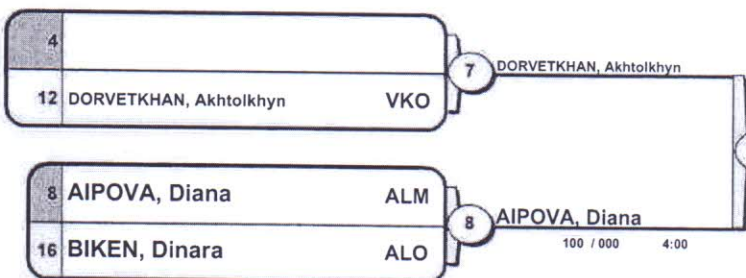 4
12 DORVETKHAN, Akhtolkhyn VKO
7 DORVETKHAN, Akhtolkhyn
8 AIPOVA, Diana ALM
16 BIKEN, Dinara ALO
8 AIPOVA, Diana
100 / 000 4:00